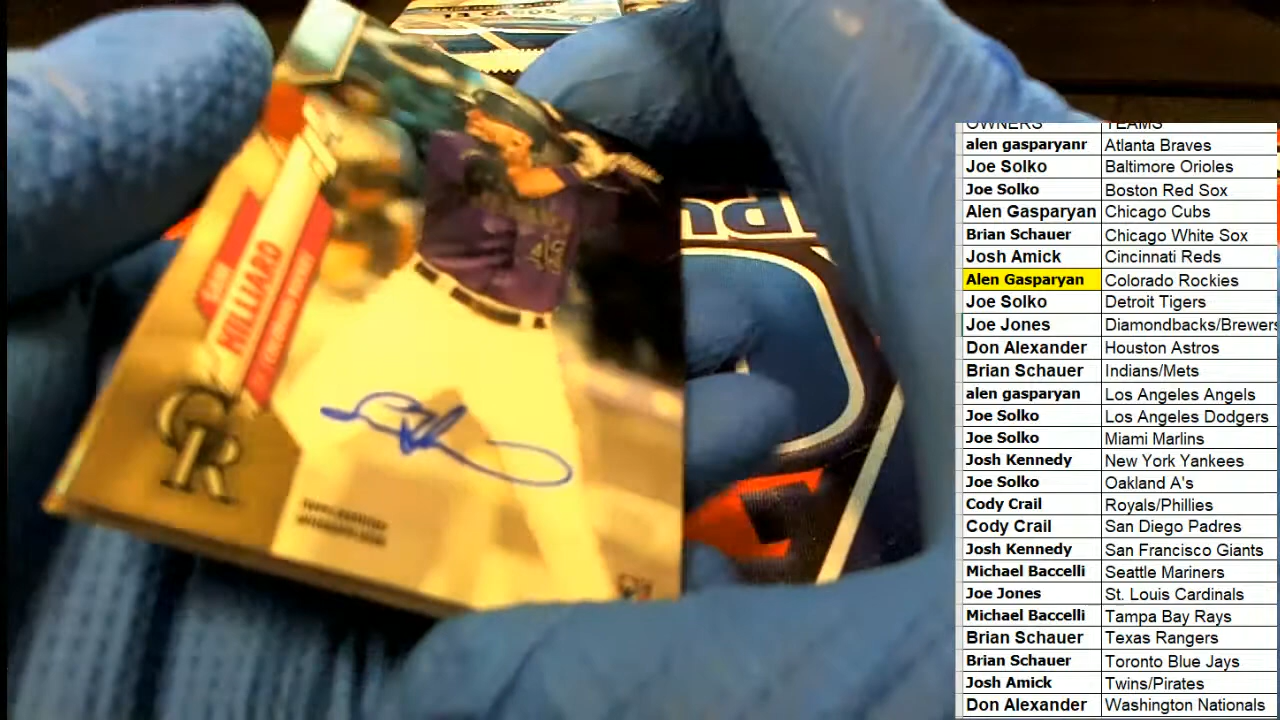 13 CARDS
SAM
HILLIARD
COLORADO ROCKIES
CR
OWNERS TEAMS
alen gasparyanr Atlanta Braves
Joe Solko Baltimore Orioles
Joe Solko Boston Red Sox
Alen Gasparyan Chicago Cubs
Brian Schauer Chicago White Sox
Josh Amick Cincinnati Reds
Alen Gasparyan Colorado Rockies
Joe Solko Detroit Tigers
Joe Jones Diamondbacks/Brewers
Don Alexander Houston Astros
Brian Schauer Indians/Mets
alen gasparyan Los Angeles Angels
Joe Solko Los Angeles Dodgers
Joe Solko Miami Marlins
Josh Kennedy New York Yankees
Joe Solko Oakland A's
Cody Crail Royals/Phillies
Cody Crail San Diego Padres
Josh Kennedy San Francisco Giants
Michael Baccelli Seattle Mariners
Joe Jones St. Louis Cardinals
Michael Baccelli Tampa Bay Rays
Brian Schauer Texas Rangers
Brian Schauer Toronto Blue Jays
Josh Amick Twins/Pirates
Don Alexander Washington Nationals